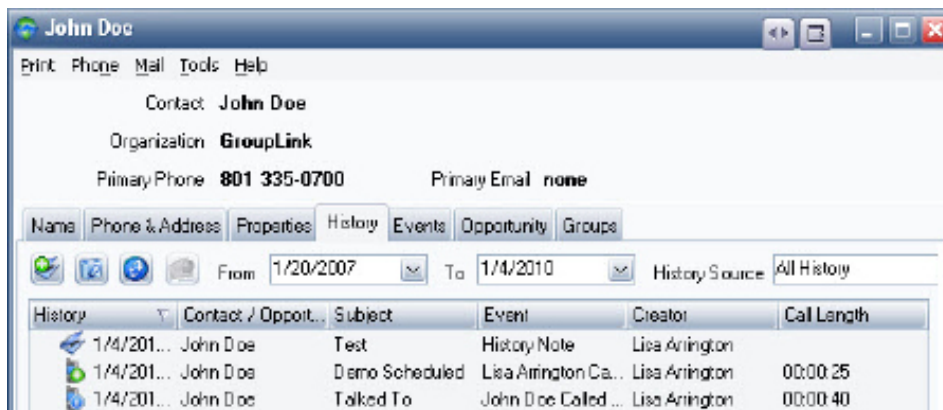 John Doe
Print Phone Mail Tools Help
Contact John Doe
Organization GroupLink
Primary Phone 801 335-0700 Primary Email none
Name Phone & Address Properties History Events Opportunity Groups
From 1/20/2007 To 1/4/2010 History Source All History
History Contact / Opport... Subject Event Creator Call Length
1/4/201... John Doe Test History Note Lisa Arrington
1/4/201... John Doe Demo Scheduled Lisa Arrington Ca... Lisa Arrington 00:00:25
1/4/201... John Doe Talked To John Doe Called ... Lisa Arrington 00:00:40